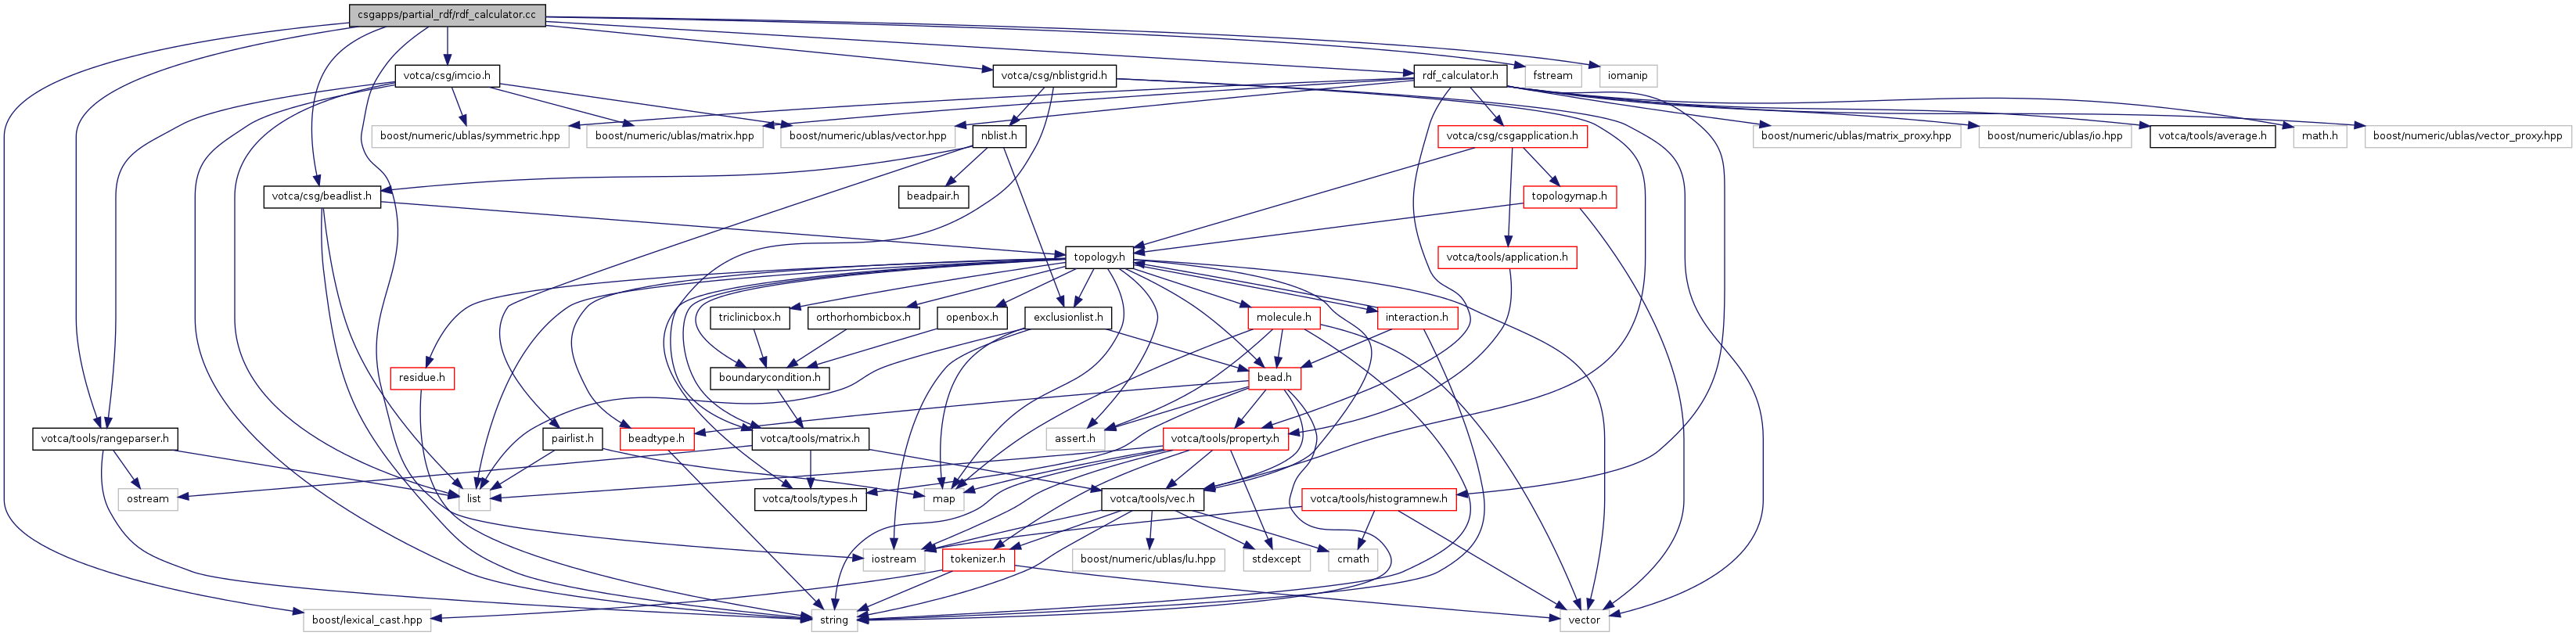 csgapps/partial_rdf/rdf_calculator.cc
votca/csg/imcio.h
votca/csg/nblistgrid.h
rdf_calculator.h
fstream
iomanip
boost/numeric/ublas/symmetric.hpp
boost/numeric/ublas/matrix.hpp
boost/numeric/ublas/vector.hpp
nblist.h
votca/csg/csgapplication.h
boost/numeric/ublas/matrix_proxy.hpp
boost/numeric/ublas/io.hpp
votca/tools/average.h
math.h
boost/numeric/ublas/vector_proxy.hpp
votca/csg/beadlist.h
beadpair.h
topologymap.h
topology.h
votca/tools/application.h
triclinicbox.h
orthorhombicbox.h
openbox.h
exclusionlist.h
molecule.h
interaction.h
residue.h
boundarycondition.h
bead.h
votca/tools/rangeparser.h
pairlist.h
beadtype.h
votca/tools/matrix.h
assert.h
votca/tools/property.h
ostream
list
votca/tools/types.h
map
votca/tools/vec.h
votca/tools/histogramnew.h
iostream
tokenizer.h
boost/numeric/ublas/lu.hpp
stdexcept
cmath
boost/lexical_cast.hpp
string
vector